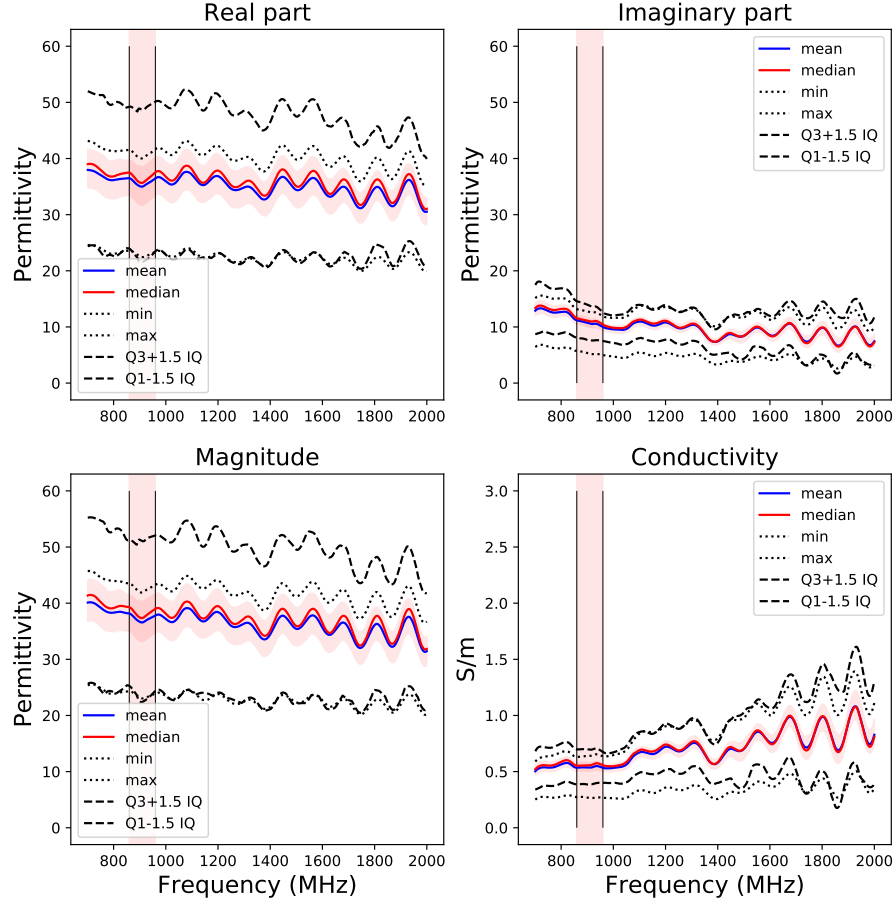 Real part
Permittivity
60
50
40
30
20
10
0
mean
median
min
max
Q3+1.5 IQ
Q1-1.5 IQ
800 1000 1200 1400 1600 1800 2000
Imaginary part
Permittivity
60
50
40
30
20
10
0
mean
median
min
max
Q3+1.5 IQ
Q1-1.5 IQ
800 1000 1200 1400 1600 1800 2000
Magnitude
Permittivity
60
50
40
30
20
10
0
mean
median
min
max
Q3+1.5 IQ
Q1-1.5 IQ
800 1000 1200 1400 1600 1800 2000
Frequency (MHz)
Conductivity
S/m
3.0
2.5
2.0
1.5
1.0
0.5
0.0
mean
median
min
max
Q3+1.5 IQ
Q1-1.5 IQ
800 1000 1200 1400 1600 1800 2000
Frequency (MHz)